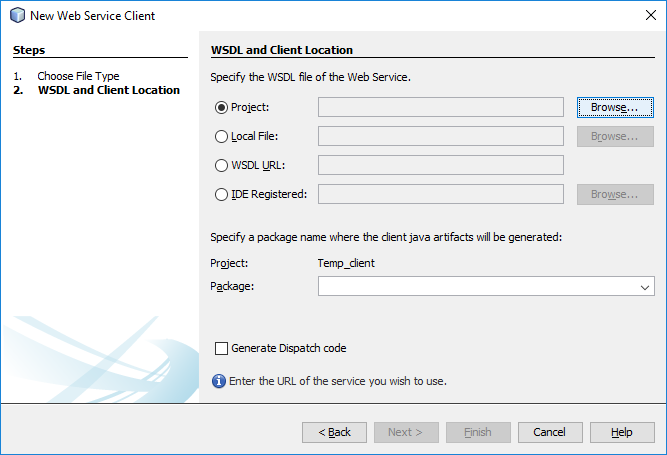 New Web Service Client
Steps
1. Choose File Type
2. WSDL and Client Location
WSDL and Client Location
Specify the WSDL file of the Web Service.
Project: Browse...
Local File: Browse...
WSDL URL:
IDE Registered: Browse...
Specify a package name where the client java artifacts will be generated:
Project: Temp_client
Package:
Generate Dispatch code
Enter the URL of the service you wish to use.
< Back Next > Finish Cancel Help